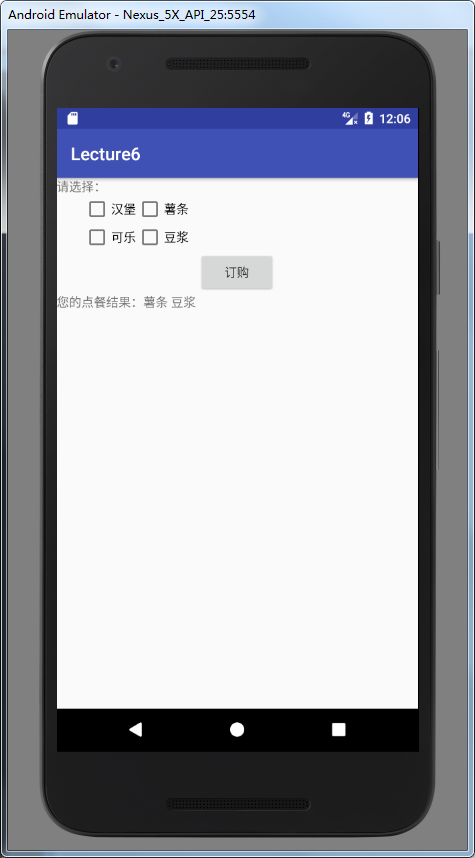 Android Emulator - Nexus_5X_API_25:5554
4G 12:06
Lecture6
请选择：
汉堡 薯条
可乐 豆浆
订购
您的点餐结果：薯条 豆浆